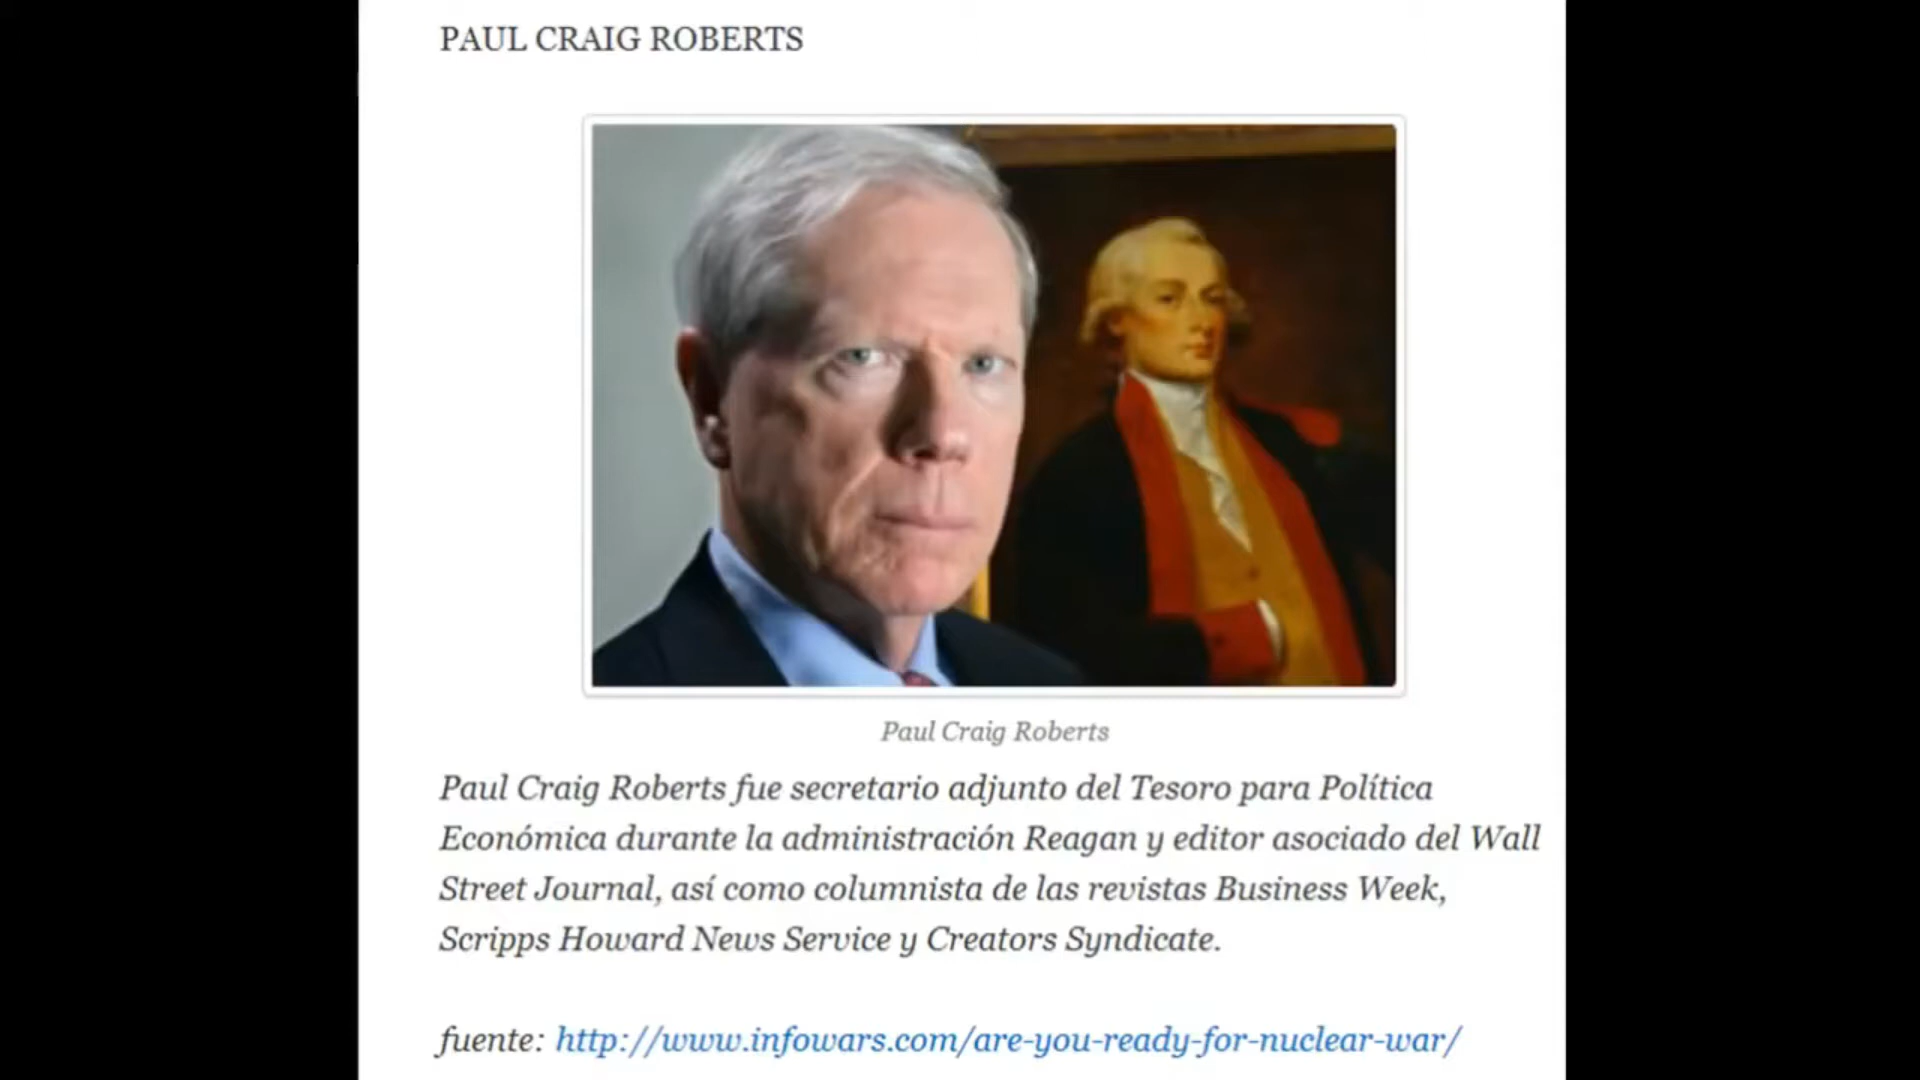 PAUL CRAIG ROBERTS
Paul Craig Roberts
Paul Craig Roberts fue secretario adjunto del Tesoro para Política
Económica durante la administración Reagan y editor asociado del Wall
Street Journal, así como columnista de las revistas Business Week,
Scripps Howard News Service y Creators Syndicate.
fuente: http://www.infowars.com/are-you-ready-for-nuclear-war/